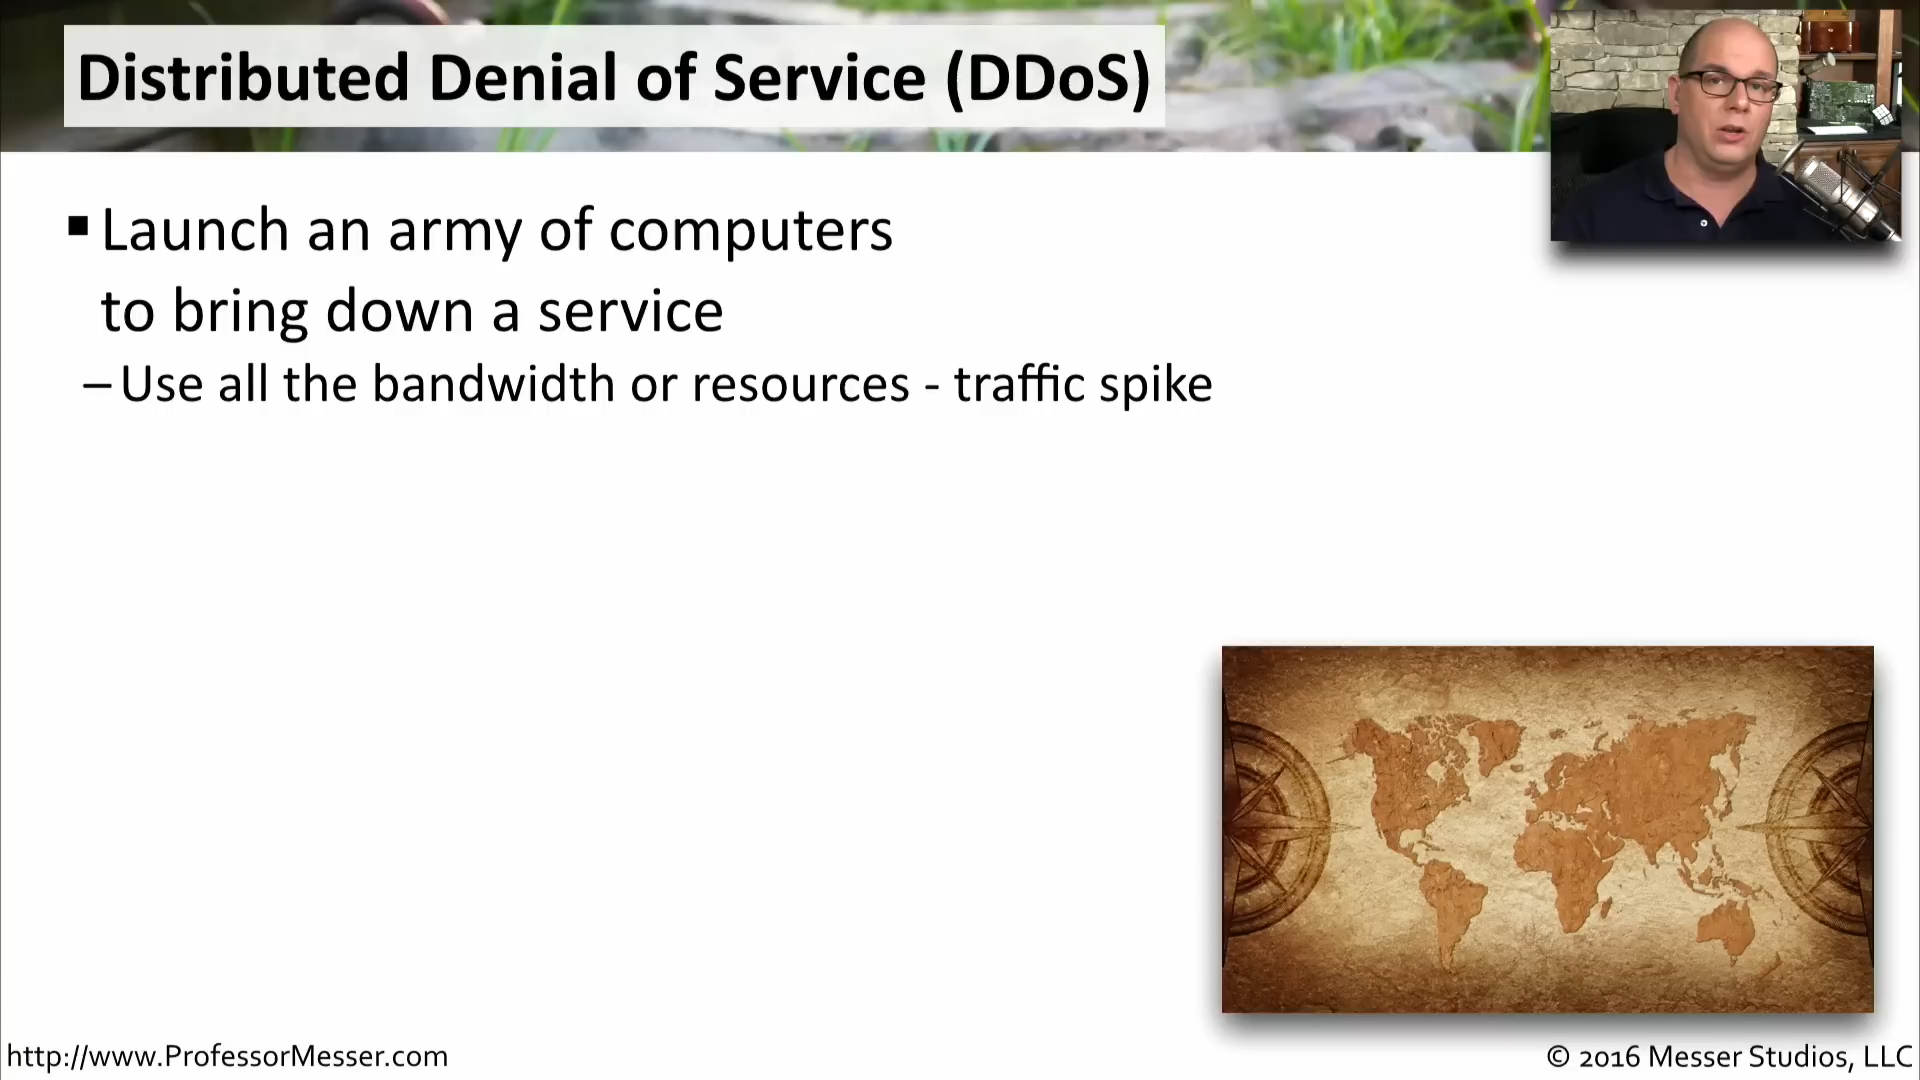 Distributed Denial of Service (DDoS)
▪ Launch an army of computers
to bring down a service
– Use all the bandwidth or resources - traffic spike
http://www.ProfessorMesser.com
© 2016 Messer Studios, LLC